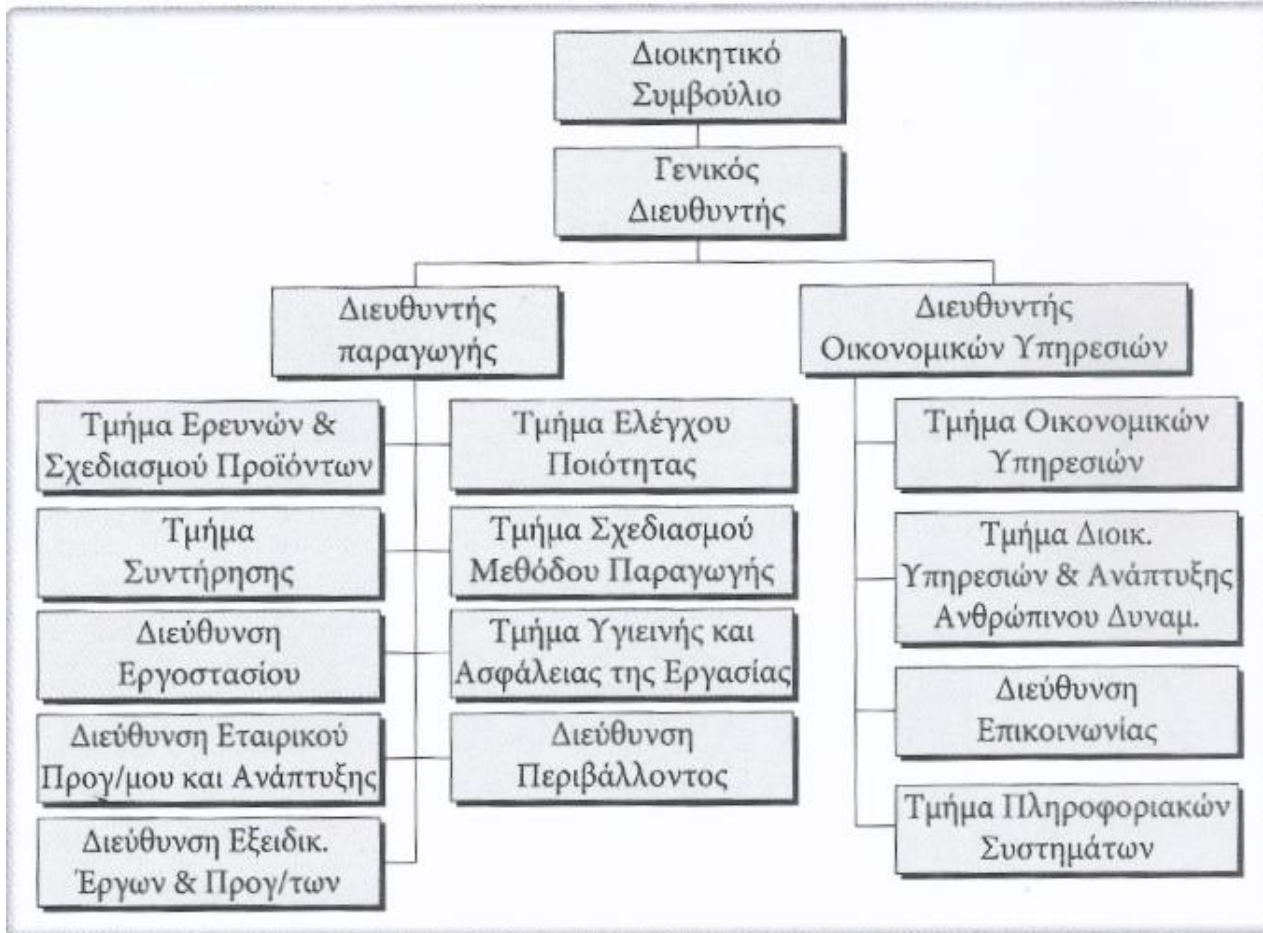 Διοικητικό
Συμβούλιο
Γενικός
Διευθυντής
Διευθυντής
παραγωγής
Διευθυντής
Οικονομικών Υπηρεσιών
Τμήμα Ερευνών &
Σχεδιασμού Προϊόντων
Τμήμα Ελέγχου
Ποιότητας
Τμήμα Οικονομικών
Υπηρεσιών
Τμήμα
Συντήρησης
Τμήμα Σχεδιασμού
Μεθόδου Παραγωγής
Τμήμα Διοικ.
Υπηρεσιών & Ανάπτυξης
Ανθρώπινου Δυναμ.
Διεύθυνση
Εργοστασίου
Τμήμα Υγιεινής και
Ασφάλειας της Εργασίας
Διεύθυνση
Επικοινωνίας
Διεύθυνση Εταιρικού
Προγ/μου και Ανάπτυξης
Διεύθυνση
Περιβάλλοντος
Τμήμα Πληροφοριακών
Συστημάτων
Διεύθυνση Εξειδικ.
Έργων & Προγ/των